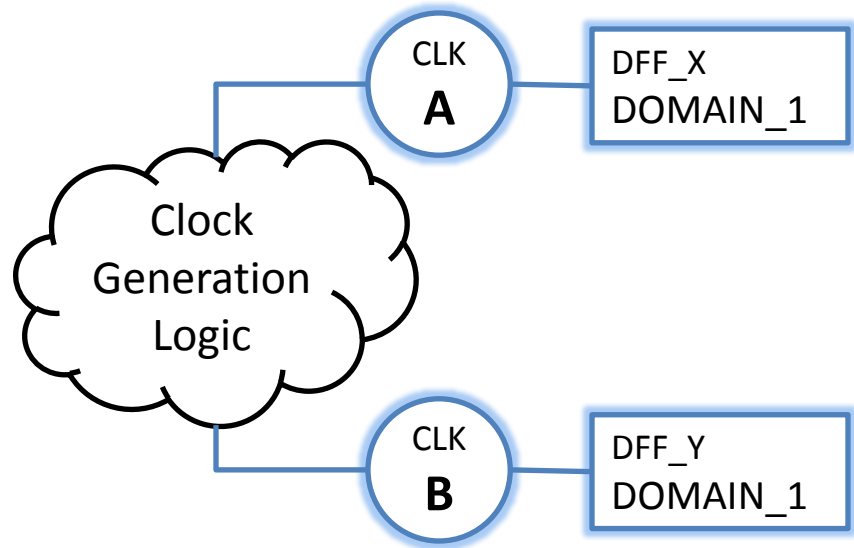 CLK
A
DFF_X
DOMAIN_1
Clock
Generation
Logic
CLK
B
DFF_Y
DOMAIN_1